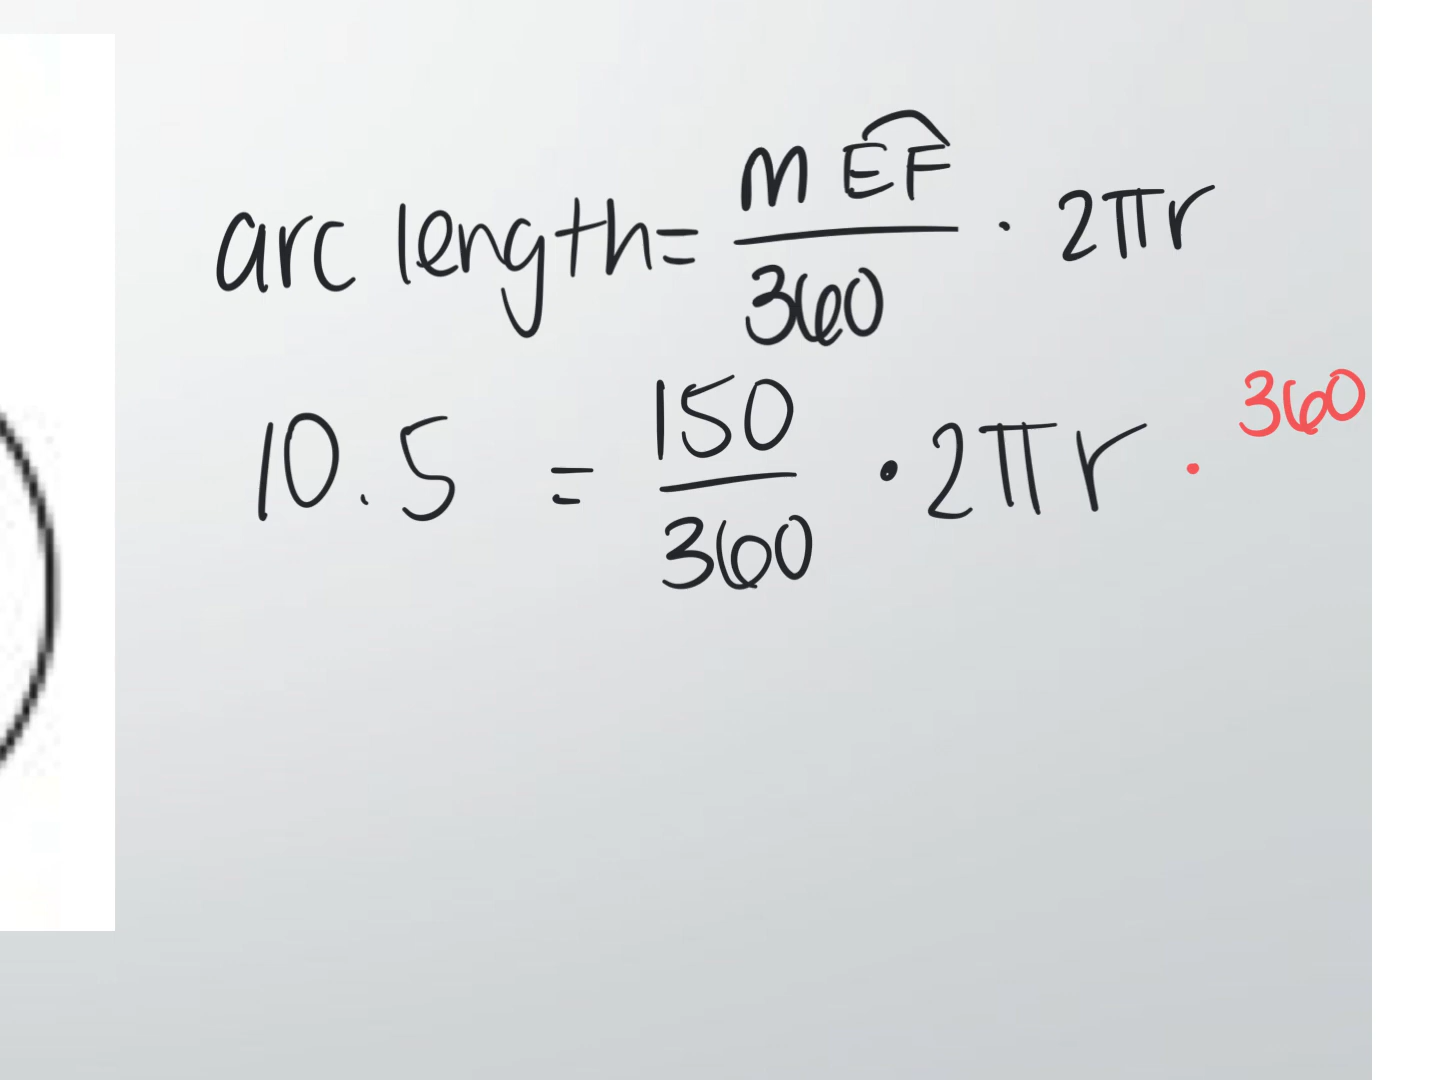 arc length = m EF / 360 · 2πr
10.5 = 150 / 360 · 2πr · 360